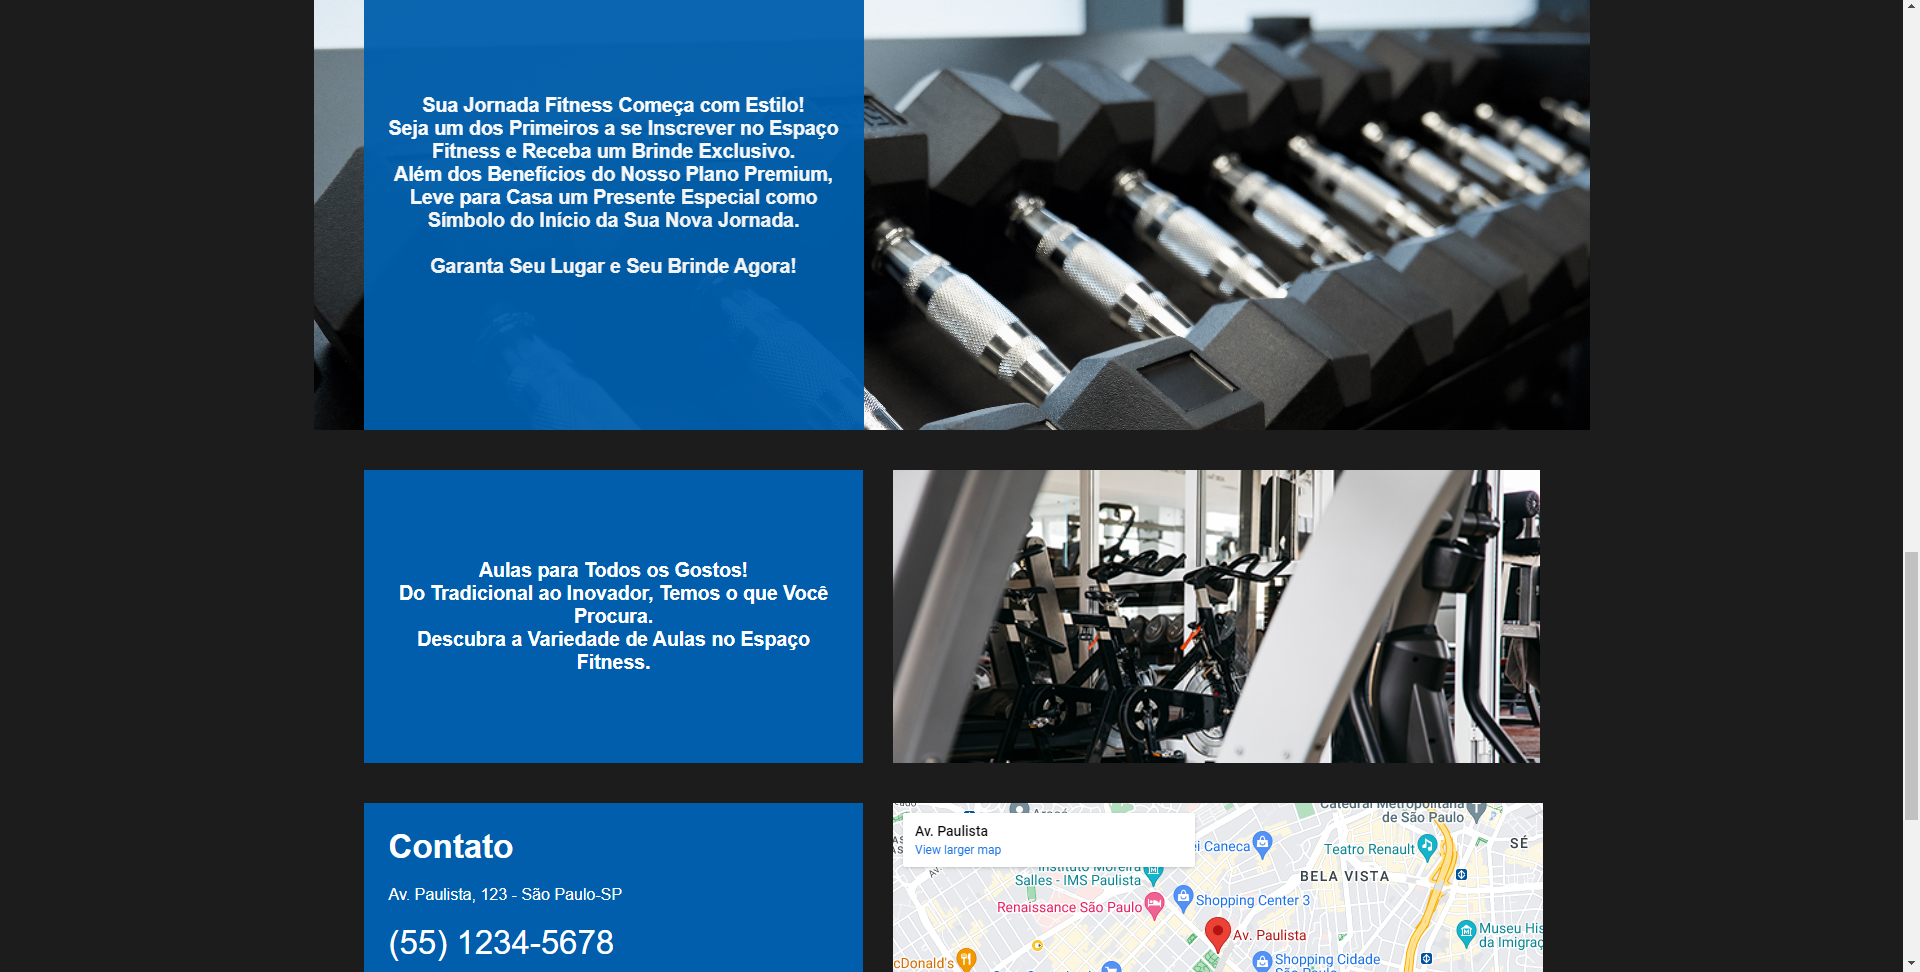 Sua Jornada Fitness Começa com Estilo!
Seja um dos Primeiros a se Inscrever no Espaço
Fitness e Receba um Brinde Exclusivo.
Além dos Benefícios do Nosso Plano Premium,
Leve para Casa um Presente Especial como
Símbolo do Início da Sua Nova Jornada.
Garanta Seu Lugar e Seu Brinde Agora!
Aulas para Todos os Gostos!
Do Tradicional ao Inovador, Temos o que Você
Procura.
Descubra a Variedade de Aulas no Espaço
Fitness.
Contato
Av. Paulista, 123 - São Paulo-SP
(55) 1234-5678
Av. Paulista
View larger map
Catedral Metropolitana
de São Paulo
ei Caneca
Teatro Renault
SÉ
Instituto Moreira
Salles - IMS Paulista
BELA VISTA
Renaissance São Paulo
Shopping Center 3
Av. Paulista
Museu His
da Imigraç
cDonald's
Shopping Cidade
São Paulo